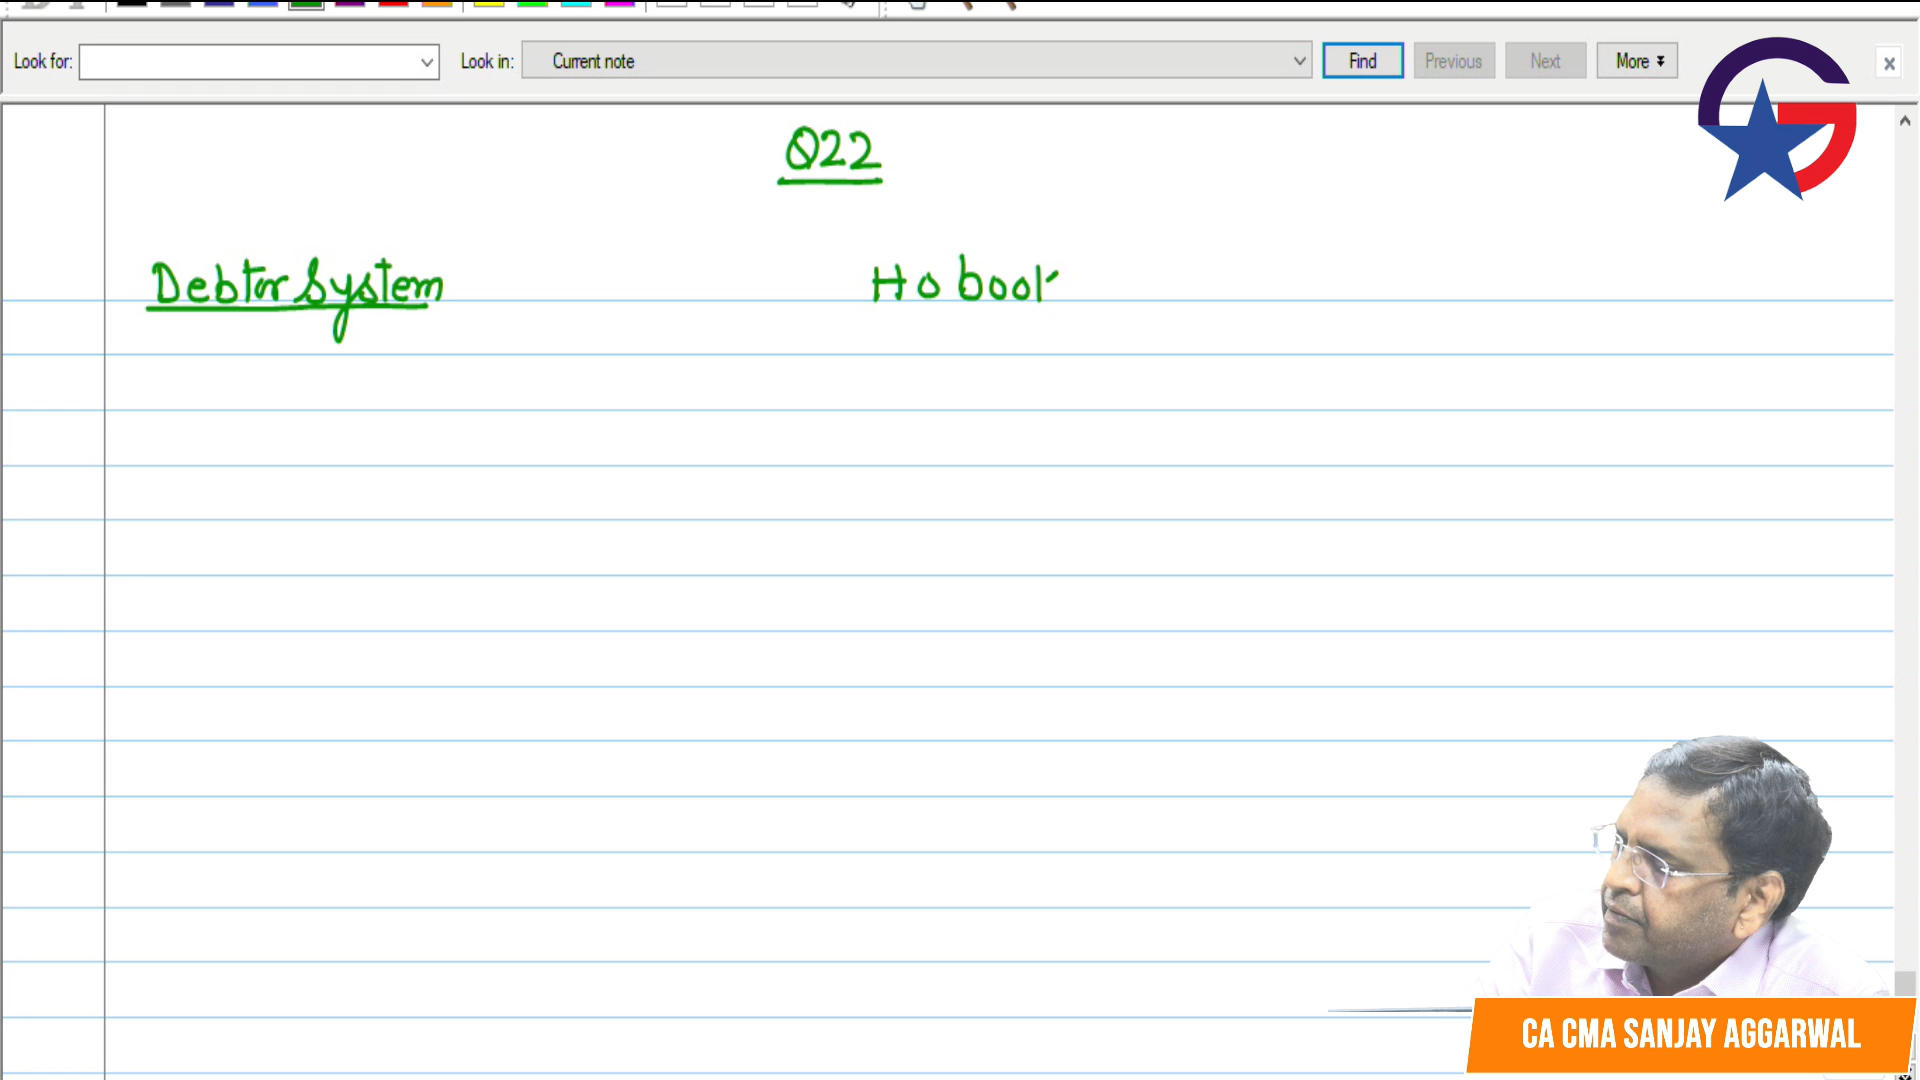 Look for:
Look in: Current note Find Previous Next More
Q22
Debtor System Ho book
CA CMA SANJAY AGGARWAL